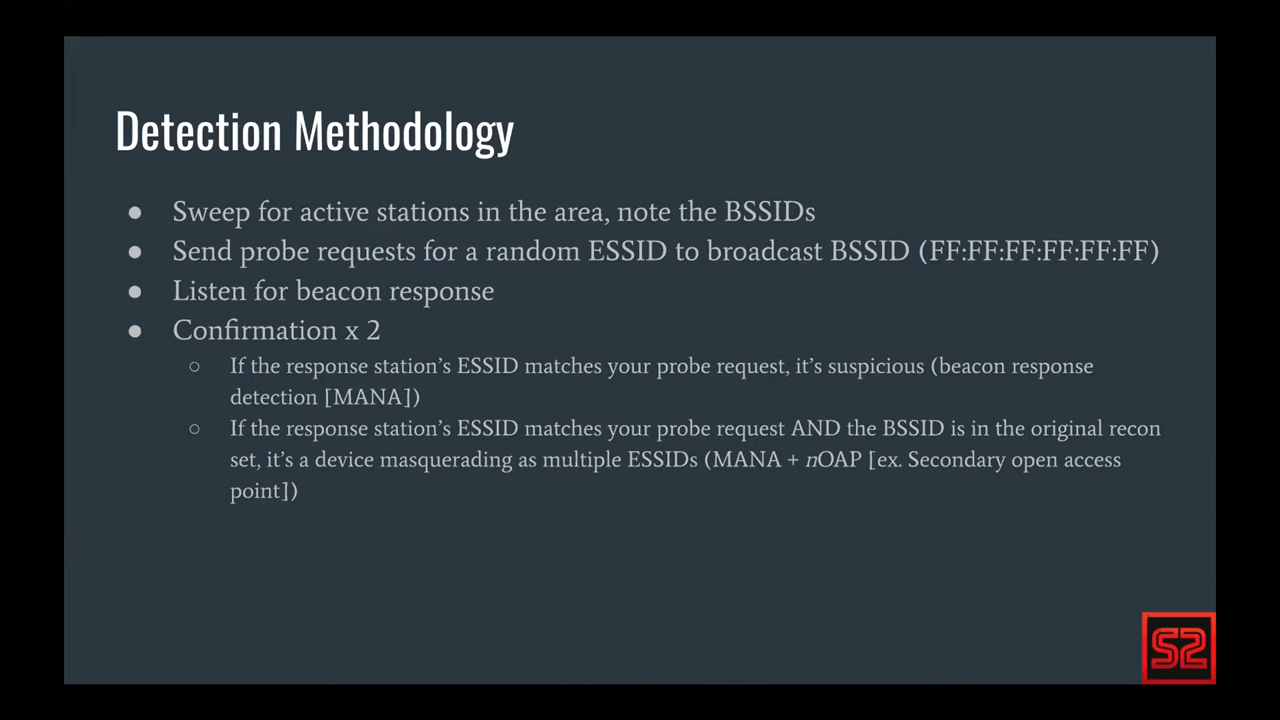 Detection Methodology
● Sweep for active stations in the area, note the BSSIDs
● Send probe requests for a random ESSID to broadcast BSSID (FF:FF:FF:FF:FF:FF)
● Listen for beacon response
● Confirmation x 2
○ If the response station's ESSID matches your probe request, it's suspicious (beacon response
detection [MANA])
○ If the response station's ESSID matches your probe request AND the BSSID is in the original recon
set, it's a device masquerading as multiple ESSIDs (MANA + nOAP [ex. Secondary open access
point])
S2